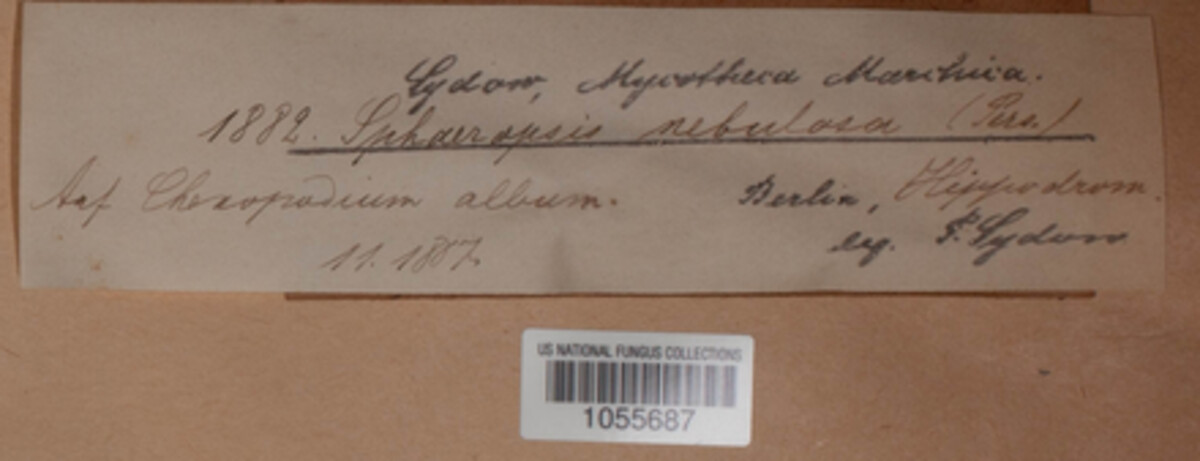 Sydow, Mycotheca Marchica.
1882. Sphaeropsis nebulosa (Pers.)
Auf Chenopodium album. Berlin, Hippodrom.
11. 1887. leg. P. Sydow
US NATIONAL FUNGUS COLLECTIONS
1055687